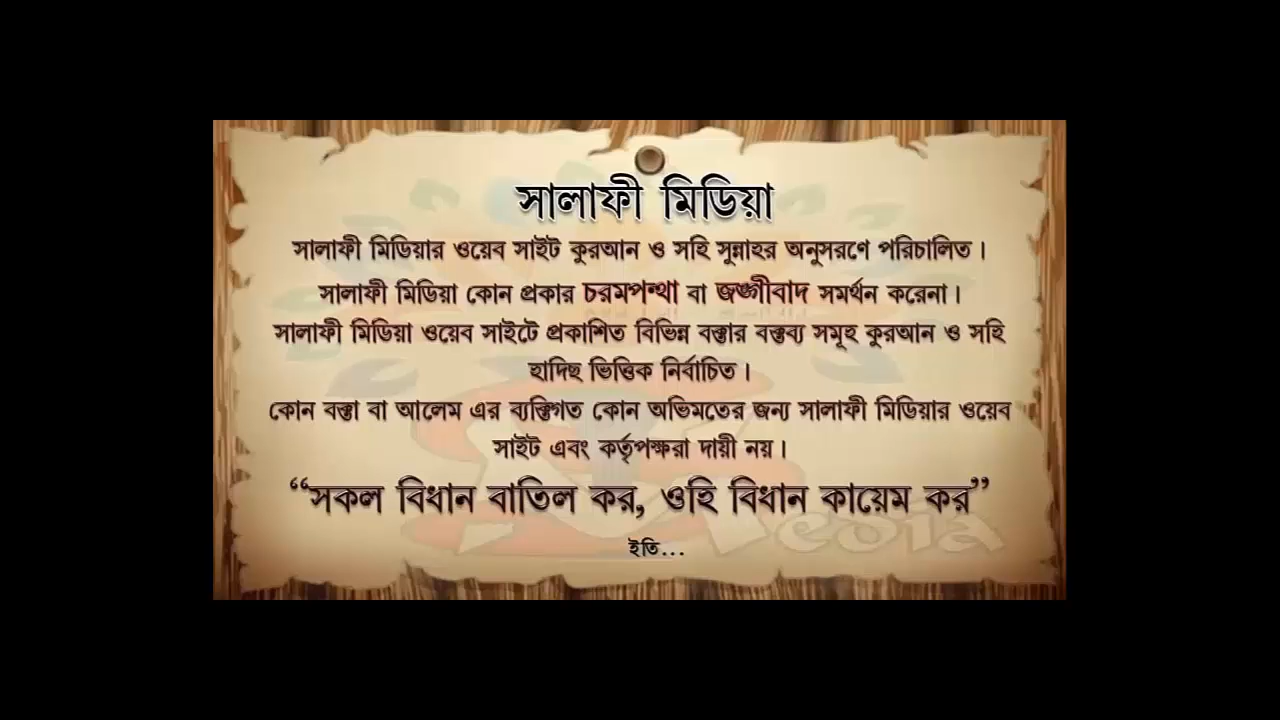 সালাফী মিডিয়া
সালাফী মিডিয়ার ওয়েব সাইট কুরআন ও সহি সুন্নাহর অনুসরণে পরিচালিত।
সালাফী মিডিয়া কোন প্রকার চরমপন্থা বা জঙ্গীবাদ সমর্থন করেনা।
সালাফী মিডিয়া ওয়েব সাইটে প্রকাশিত বিভিন্ন বক্তার বক্তব্য সমূহ কুরআন ও সহি
হাদিছ ভিত্তিক নির্বাচিত।
কোন বক্তা বা আলেম এর ব্যক্তিগত কোন অভিমতের জন্য সালাফী মিডিয়ার ওয়েব
সাইট এবং কর্তৃপক্ষরা দায়ী নয়।
“সকল বিধান বাতিল কর, ওহি বিধান কায়েম কর”
Media
ইতি...